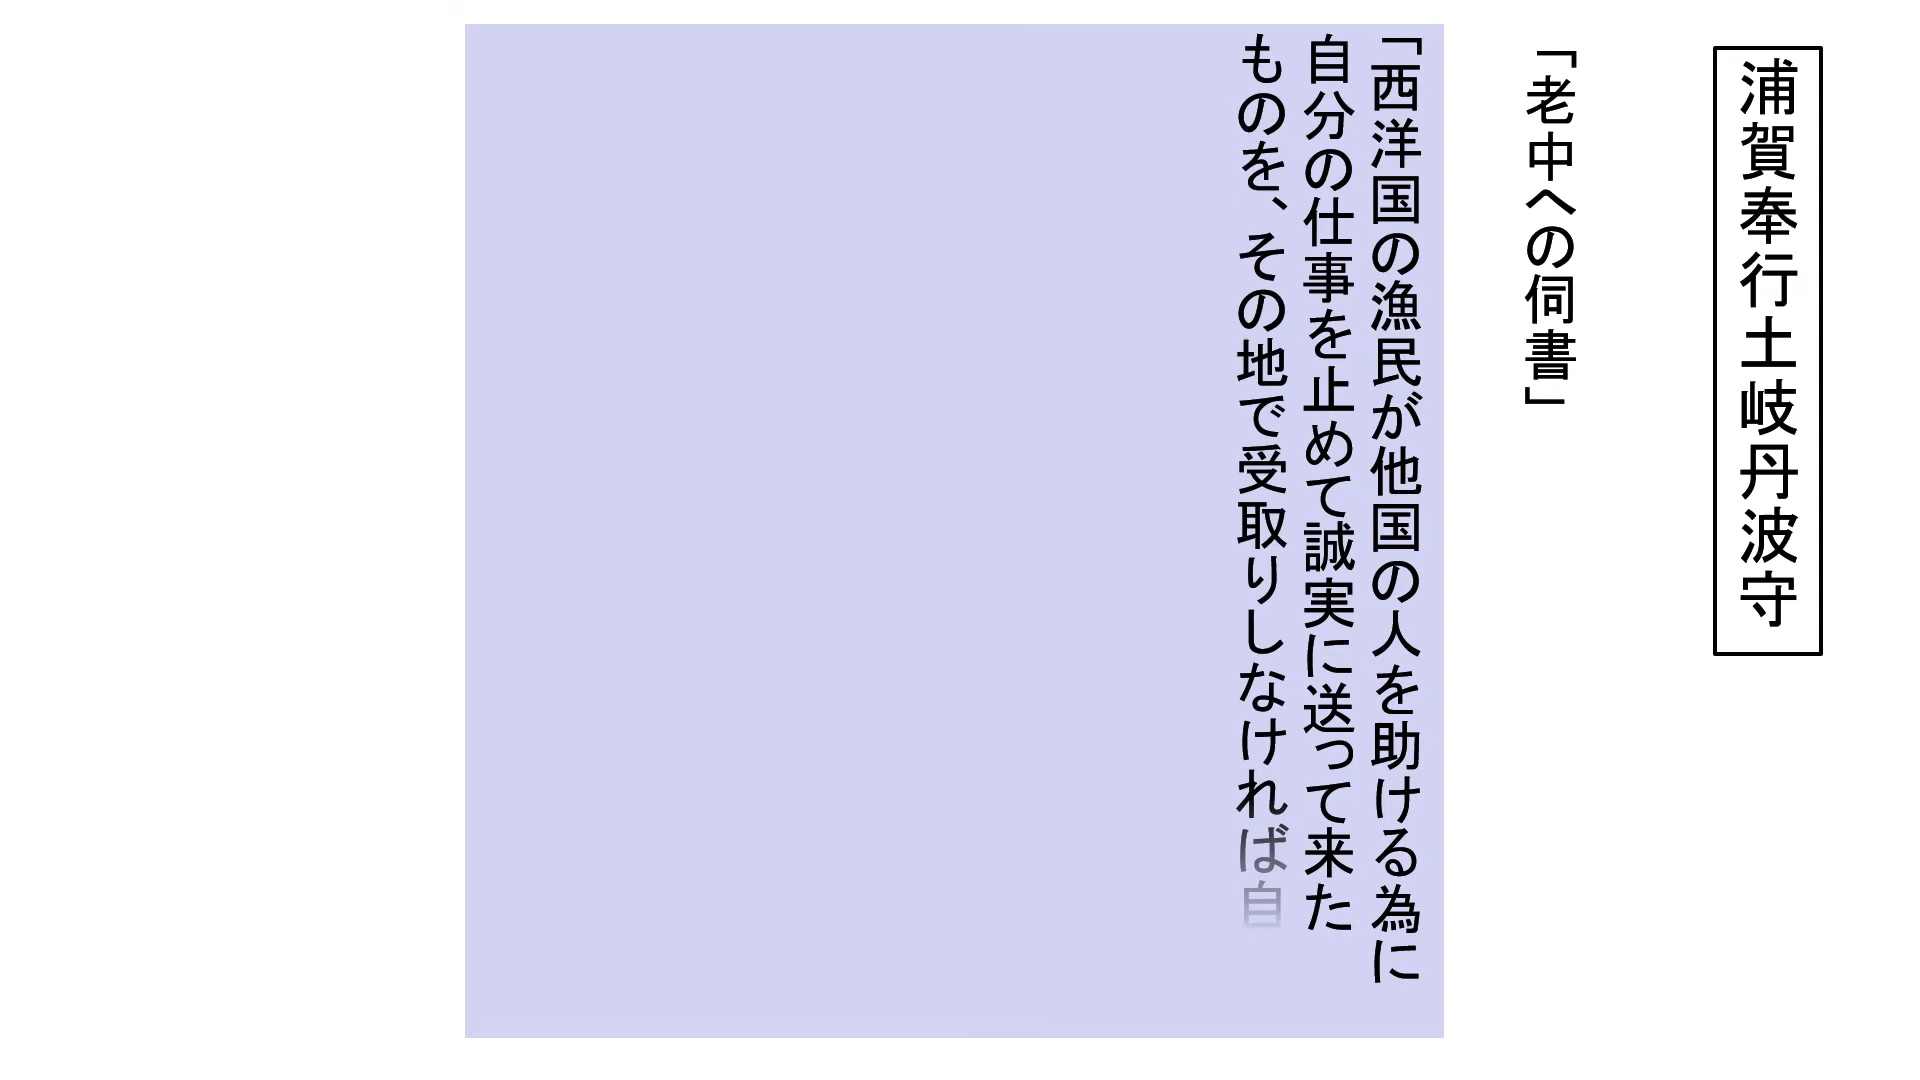 浦賀奉行土岐丹波守
「老中への伺書」
「西洋国の漁民が他国の人を助ける為に
自分の仕事を止めて誠実に送って来た
ものを、その地で受取りしなければ自